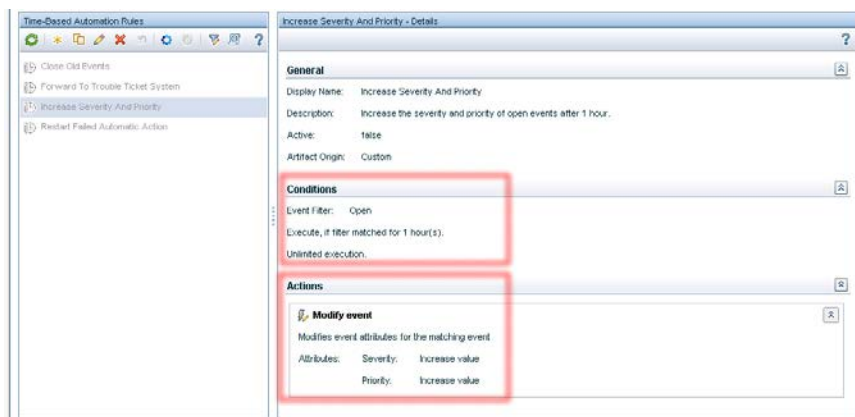 Time-Based Automation Rules
?
Close Old Events
Forward To Trouble Ticket System
Increase Severity And Priority
Restart Failed Automatic Action
Increase Severity And Priority - Details
?
General
Display Name: Increase Severity And Priority
Description: Increase the severity and priority of open events after 1 hour.
Active: false
Artifact Origin: Custom
Conditions
Event Filter: Open
Execute, if filter matched for 1 hour(s).
Unlimited execution.
Actions
Modify event
Modifies event attributes for the matching event
Attributes: Severity: Increase value
Priority: Increase value